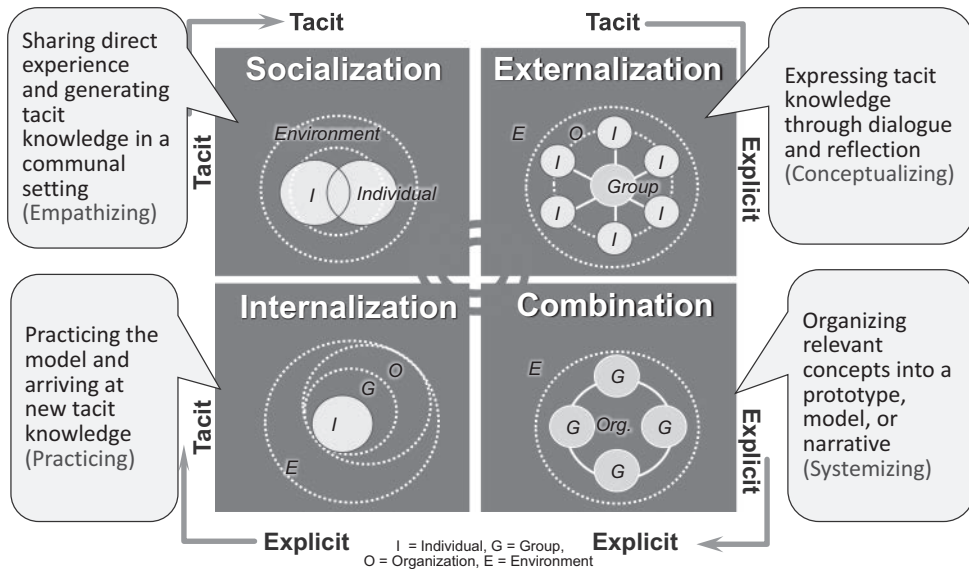 Tacit
Tacit
Sharing direct
experience
and generating
tacit
knowledge in a
communal
setting
(Empathizing)
Tacit
Socialization
Environment
I
Individual
Externalization
E
O
I
I
I
Group
I
I
I
Explicit
Expressing tacit
knowledge
through dialogue
and reflection
(Conceptualizing)
Practicing the
model and
arriving at
new tacit
knowledge
(Practicing)
Tacit
Internalization
O
G
I
E
Combination
E
G
G
Org.
G
G
Explicit
Organizing
relevant
concepts into a
prototype,
model, or
narrative
(Systemizing)
Explicit
Explicit
I = Individual, G = Group,
O = Organization, E = Environment